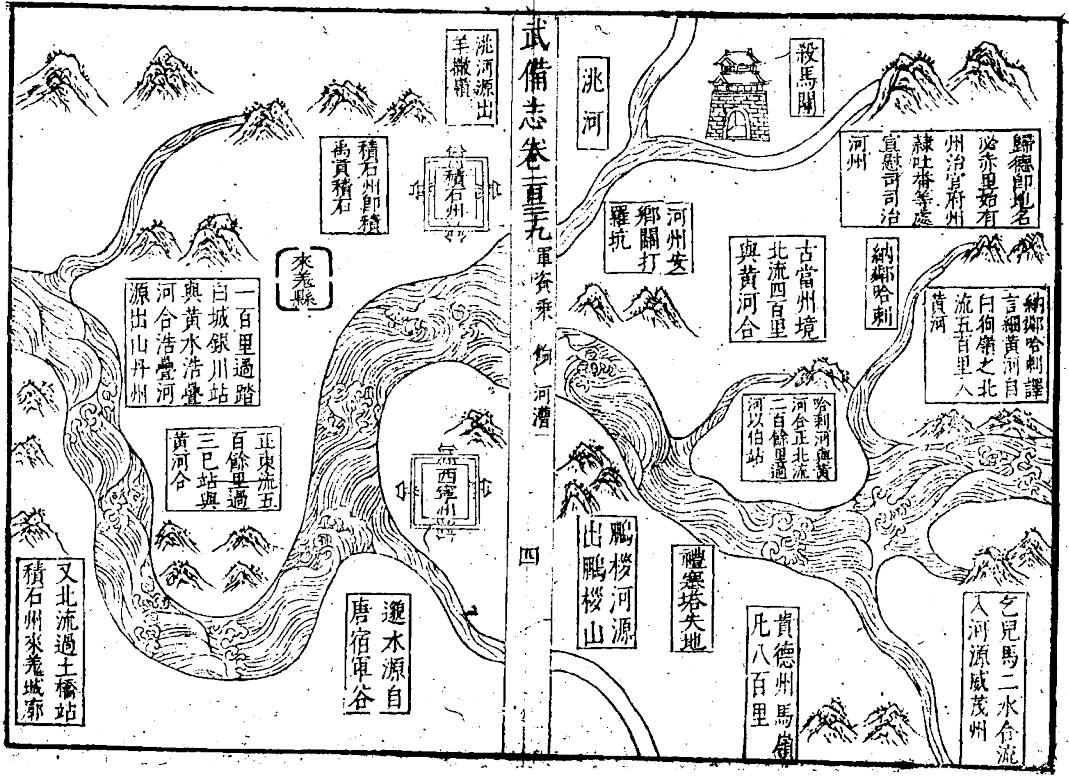 殺馬關
歸德卽地名
必赤里始有
州治官府州
隷吐蕃等處
宣慰司司治
河州
納鄰哈剌
納鄰哈剌譯
言細黃河自
曰狗嶺之北
流五百里入
黃河
乞兒馬二水合流
入河源威茂州
洮河
河州安
鄉關打
羅坑
古當州境
北流四百里
與黃河合
哈剌河與黃
河合正北流
二百餘里過
河以伯站
貴德州馬嶺
凡八百里
禮塞塔失地
鵬桚河源
出鵬桚山
武備志卷二百三十九
軍資乘
餉
河漕一
四
洮河源出
羊撒嶺
積石州
積石州卽積
禹貢積石
來羌縣
西寧州
邈水源自
唐宿軍谷
一百里過踏
白城銀川站
與黃水浩亹
河合浩亹河
源出山丹州
正東流五
百餘里過
三巴站與
黃河合
又北流過土橋站
積石州來羌城廓